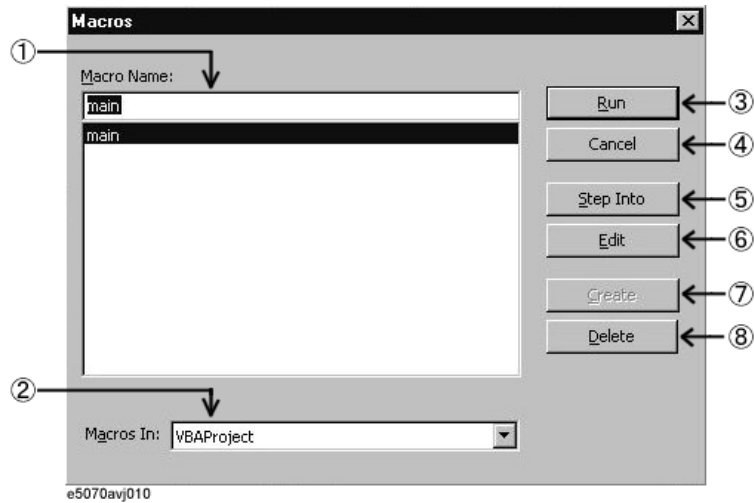 Macros
①
Macro Name:
main
Run
③
main
Cancel
④
Step Into
⑤
Edit
⑥
Create
⑦
Delete
⑧
②
Macros In:
VBAProject
e5070avj010